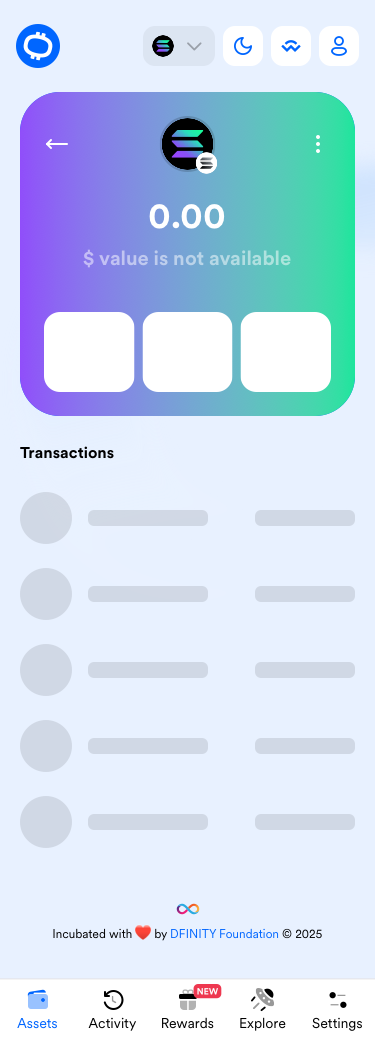 0.00
$ value is not available
Transactions
Incubated with ❤️ by DFINITY Foundation © 2025
NEW
Assets Activity Rewards Explore Settings